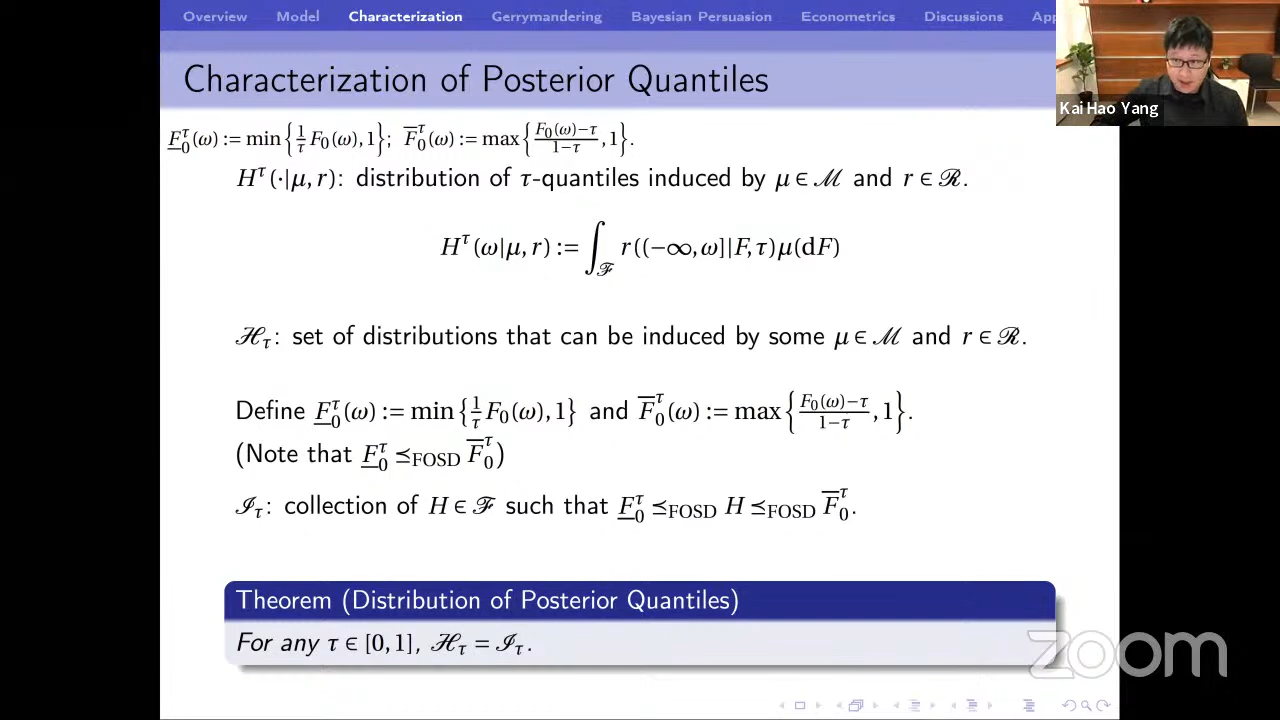 Overview Model Characterization Gerrymandering Bayesian Persuasion Econometrics Discussions App
Characterization of Posterior Quantiles
Kai Hao Yang
F̲₀^τ(ω) := min{1/τ F₀(ω), 1}; F̅₀^τ(ω) := max{F₀(ω)−τ/1−τ, 1}.
H^τ(·|μ, r): distribution of τ-quantiles induced by μ ∈ ℳ and r ∈ ℛ.
H^τ(ω|μ, r) := ∫_ℱ r((−∞, ω]|F, τ)μ(dF)
ℋ_τ: set of distributions that can be induced by some μ ∈ ℳ and r ∈ ℛ.
Define F̲₀^τ(ω) := min{1/τ F₀(ω), 1} and F̅₀^τ(ω) := max{F₀(ω)−τ/1−τ, 1}.
(Note that F̲₀^τ ⪯_FOSD F̅₀^τ)
ℐ_τ: collection of H ∈ ℱ such that F̲₀^τ ⪯_FOSD H ⪯_FOSD F̅₀^τ.
Theorem (Distribution of Posterior Quantiles)
For any τ ∈ [0, 1], ℋ_τ = ℐ_τ.
zoom